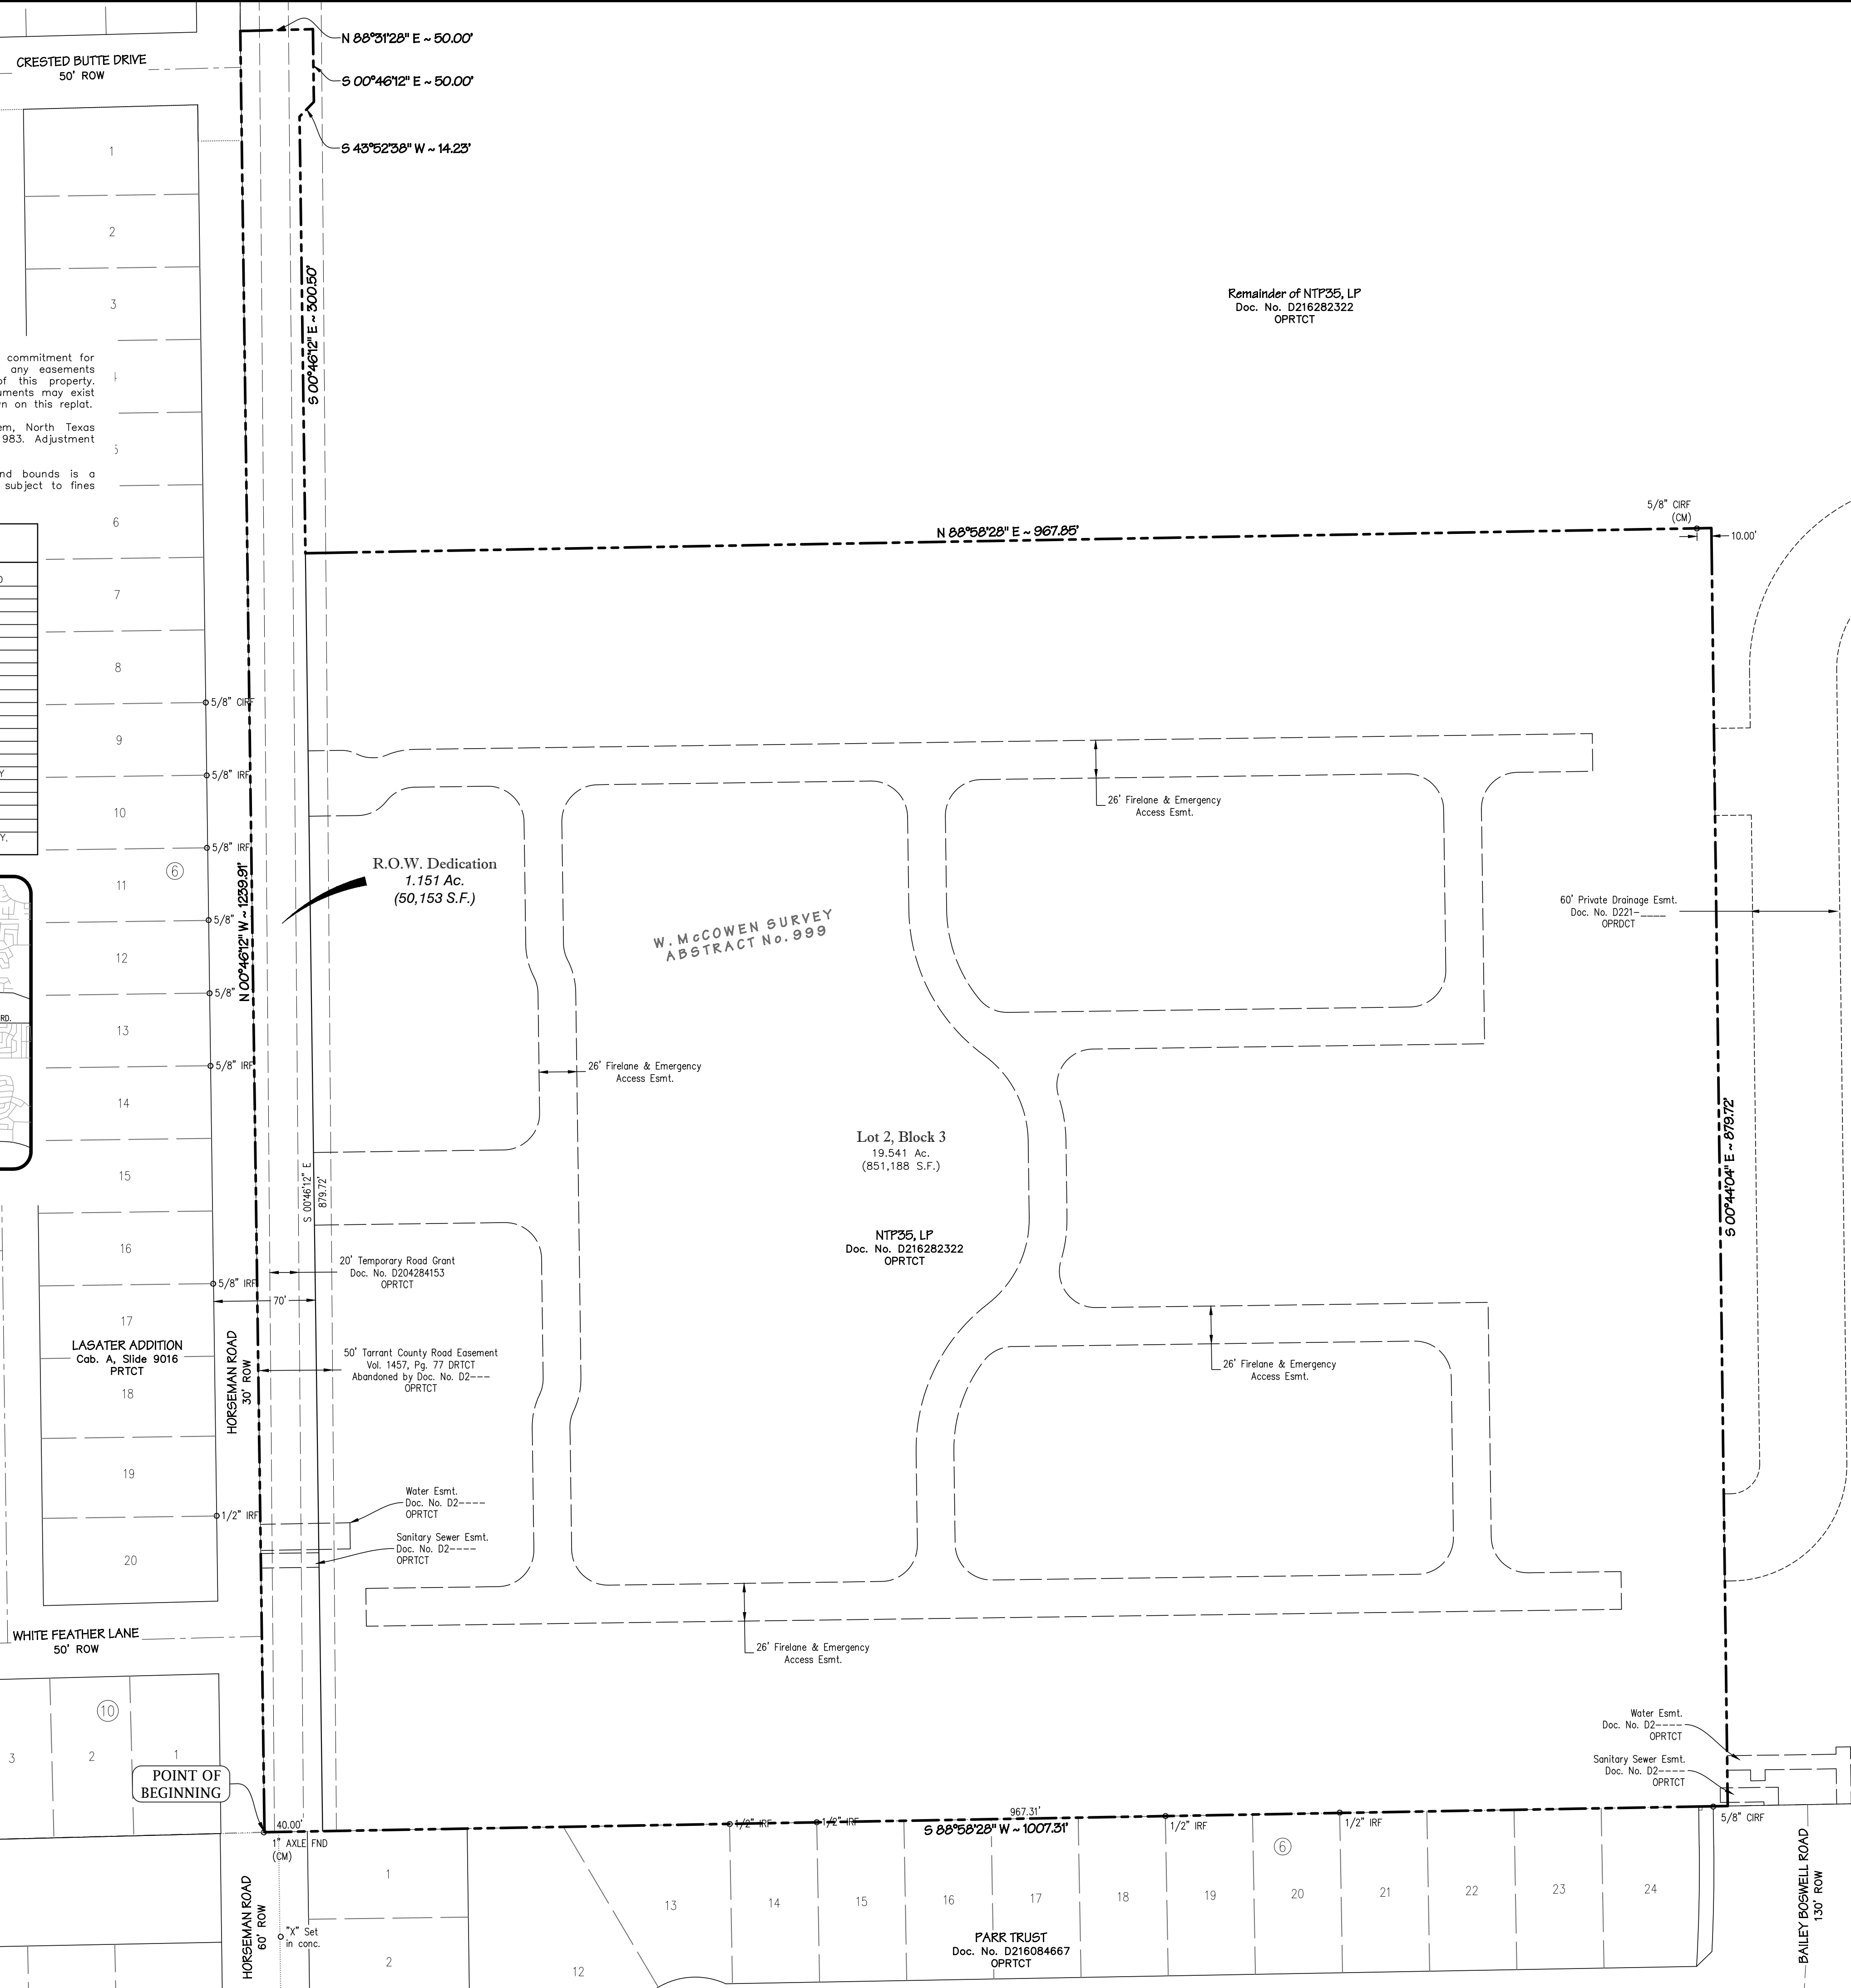 N 88°31'28" E ~ 50.00'
CRESTED BUTTE DRIVE
50' ROW
S 00°46'12" E ~ 50.00'
S 43°52'38" W ~ 14.23'
1
2
3
4
5
6
7
8
9
10
11
12
13
14
15
16
17
18
19
20
S 00°46'12" E ~ 300.50'
Remainder of NTP35, LP
Doc. No. D216282322
OPRTCT
commitment for
any easements
of this property.
uments may exist
n on this replat.
em, North Texas
983. Adjustment
nd bounds is a
subject to fines
Y
Y.
RD.
N 88°58'28" E ~ 967.85'
5/8" CIRF
(CM)
10.00'
5/8" CIRF
5/8" IRF
5/8" IRF
5/8"
5/8"
5/8" IRF
5/8" IRF
1/2" IRF
6
N 00°46'12" W ~ 1239.91'
R.O.W. Dedication
1.151 Ac.
(50,153 S.F.)
W. McCOWEN SURVEY
ABSTRACT No. 999
26' Firelane & Emergency
Access Esmt.
60' Private Drainage Esmt.
Doc. No. D221-____
OPRDCT
26' Firelane & Emergency
Access Esmt.
Lot 2, Block 3
19.541 Ac.
(851,188 S.F.)
S 00°44'04" E ~ 879.72'
S 00°46'12" E
879.72'
NTP35, LP
Doc. No. D216282322
OPRTCT
20' Temporary Road Grant
Doc. No. D204284153
OPRTCT
70'
LASATER ADDITION
Cab. A, Slide 9016
PRTCT
HORSEMAN ROAD
30' ROW
50' Tarrant County Road Easement
Vol. 1457, Pg. 77 DRTCT
Abandoned by Doc. No. D2---
OPRTCT
26' Firelane & Emergency
Access Esmt.
Water Esmt.
Doc. No. D2----
OPRTCT
Sanitary Sewer Esmt.
Doc. No. D2----
OPRTCT
WHITE FEATHER LANE
50' ROW
26' Firelane & Emergency
Access Esmt.
10
3
2
1
POINT OF
BEGINNING
Water Esmt.
Doc. No. D2----
OPRTCT
Sanitary Sewer Esmt.
Doc. No. D2----
OPRTCT
40.00'
1" AXLE FND
(CM)
967.31'
S 88°58'28" W ~ 1007.31'
1/2" IRF
1/2" IRF
1/2" IRF
1/2" IRF
5/8" CIRF
6
1
2
12
13
14
15
16
17
18
19
20
21
22
23
24
HORSEMAN ROAD
60' ROW
"X" Set
in conc.
PARR TRUST
Doc. No. D216084667
OPRTCT
BAILEY BOSWELL ROAD
130' ROW